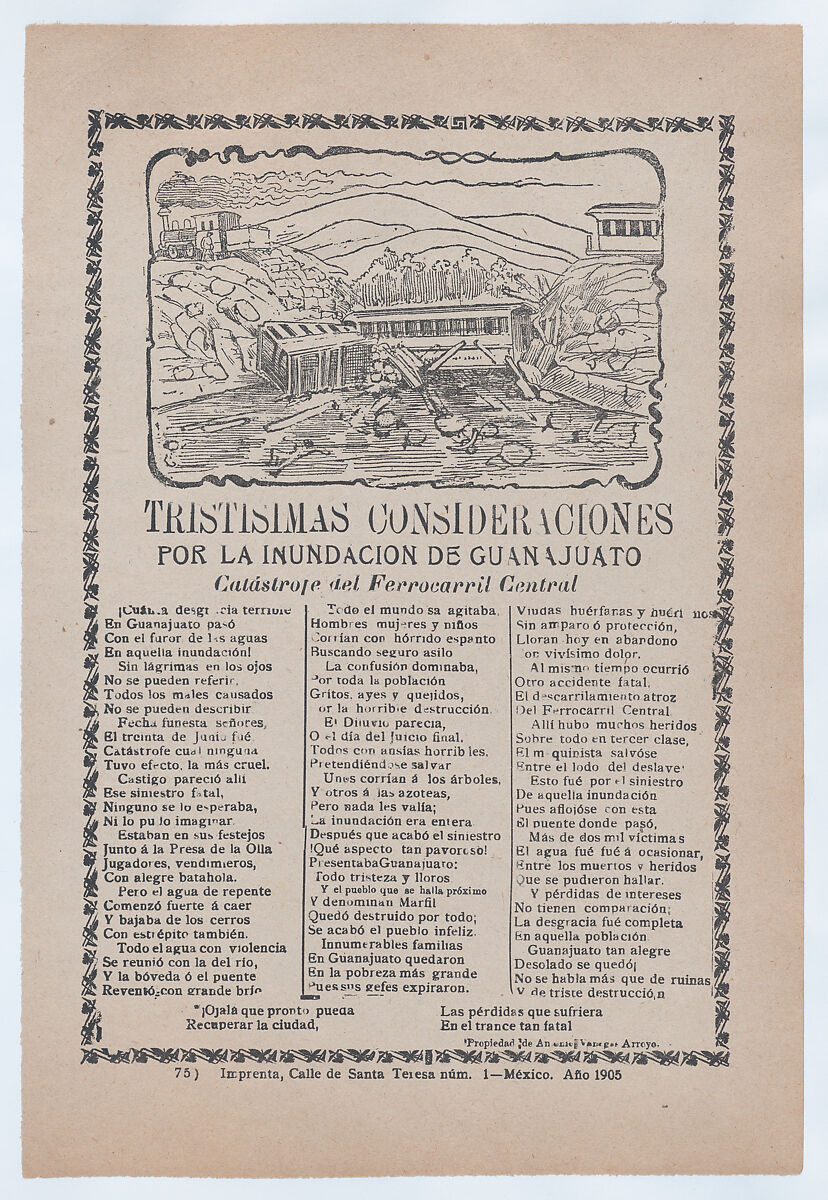 TRISTISIMAS CONSIDERACIONES
POR LA INUNDACION DE GUANAJUATO
Catástrofe del Ferrocarril Central
¡Cuánta desgracia terrible
En Guanajuato pasó
Con el furor de las aguas
En aquella inundación!
Sin lágrimas en los ojos
No se pueden referir,
Todos los males causados
No se pueden describir
Fecha funesta señores,
El treinta de Junio fué
Catástrofe cual ninguna
Tuvo efecto, la más cruel.
Castigo pareció allí
Ese siniestro fatal,
Ninguno se lo esperaba,
Ni lo pudo imaginar.
Estaban en sus festejos
Junto á la Presa de la Olla
Jugadores, vendimieros,
Con alegre batahola.
Pero el agua de repente
Comenzó fuerte á caer
Y bajaba de los cerros
Con estrépito también.
Todo el agua con violencia
Se reunió con la del río,
Y la bóveda ó el puente
Reventó, con grande brío
Todo el mundo sa agitaba,
Hombres mujeres y niños
Corrían con hórrido espanto
Buscando seguro asilo
La confusión dominaba,
Por toda la población
Gritos, ayes y quejidos,
or la horrible destrucción.
El Diluvio parecía,
O el día del Juicio final,
Todos con ansias horribles,
Pretendiéndose salvar
Unes corrían á los árboles,
Y otros á las azoteas,
Pero nada les valía;
La inundación era entera
Después que acabó el siniestro
!Qué aspecto tan pavoroso!
Presentaba Guanajuato:
Todo tristeza y lloros
Y el pueblo que se halla próximo
Y denominan Marfil
Quedó destruido por todo;
Se acabó el pueblo infeliz.
Innumerables familias
En Guanajuato quedaron
En la pobreza más grande
Pues sus gefes expiraron.
Viudas huérfanas y huérfanos
Sin amparo ó protección,
Lloran hoy en abandono
on vivísimo dolor.
Al mismo tiempo ocurrió
Otro accidente fatal,
El descarrilamiento atroz
Del Ferrocarril Central
Allí hubo muchos heridos
Sobre todo en tercer clase,
El maquinista salvóse
Entre el lodo del deslave
Esto fué por el siniestro
De aquella inundación
Pues aflojóse con esta
El puente donde pasó,
Más de dos mil víctimas
El agua fué fué á ocasionar,
Entre los muertos y heridos
Que se pudieron hallar.
Y pérdidas de intereses
No tienen comparación;
La desgracia fué completa
En aquella población
Guanajuato tan alegre
Desolado se quedó¡
No se habla más que de ruinas
Y de triste destrucció,n
*¡Ojalá que pronto pueda
Recuperar la ciudad,
Las pérdidas que sufriera
En el trance tan fatal
Propiedad de Antonio Vanegas Arroyo.
75) Imprenta, Calle de Santa Teresa núm. 1—México. Año 1905